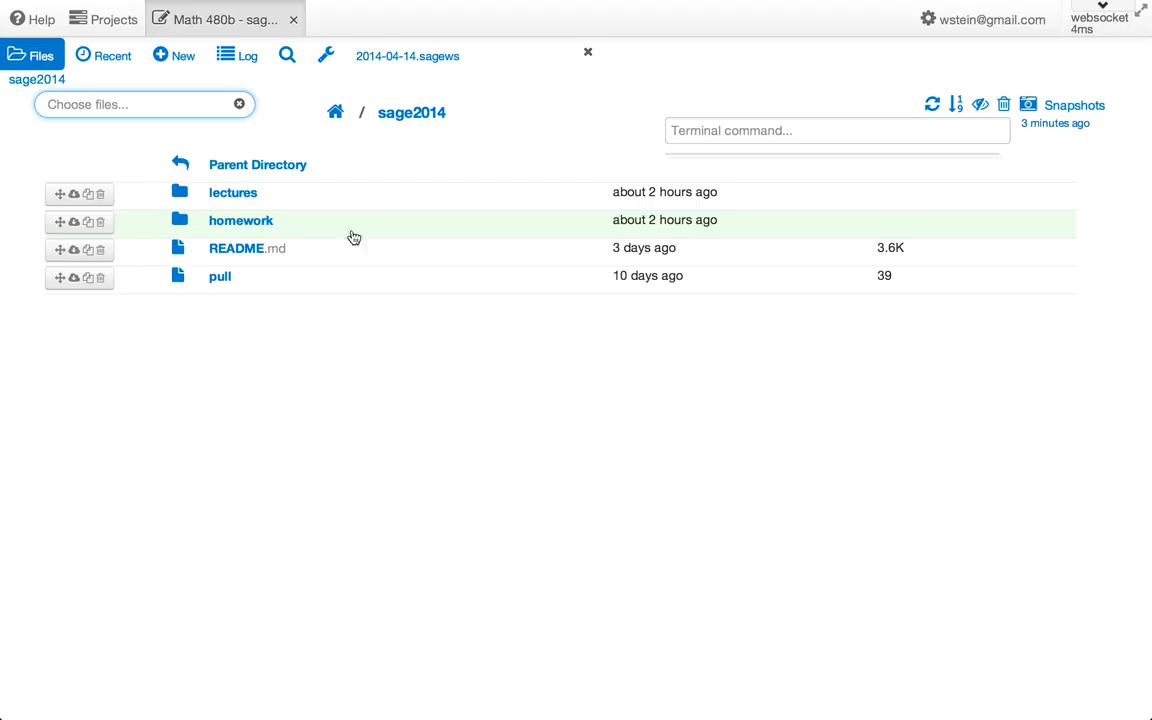 Help Projects Math 480b - sag... wstein@gmail.com websocket
4ms
Files Recent New Log 2014-04-14.sagews
sage2014
Choose files... / sage2014 Snapshots
3 minutes ago
Terminal command...
Parent Directory
lectures about 2 hours ago
homework about 2 hours ago
README.md 3 days ago 3.6K
pull 10 days ago 39